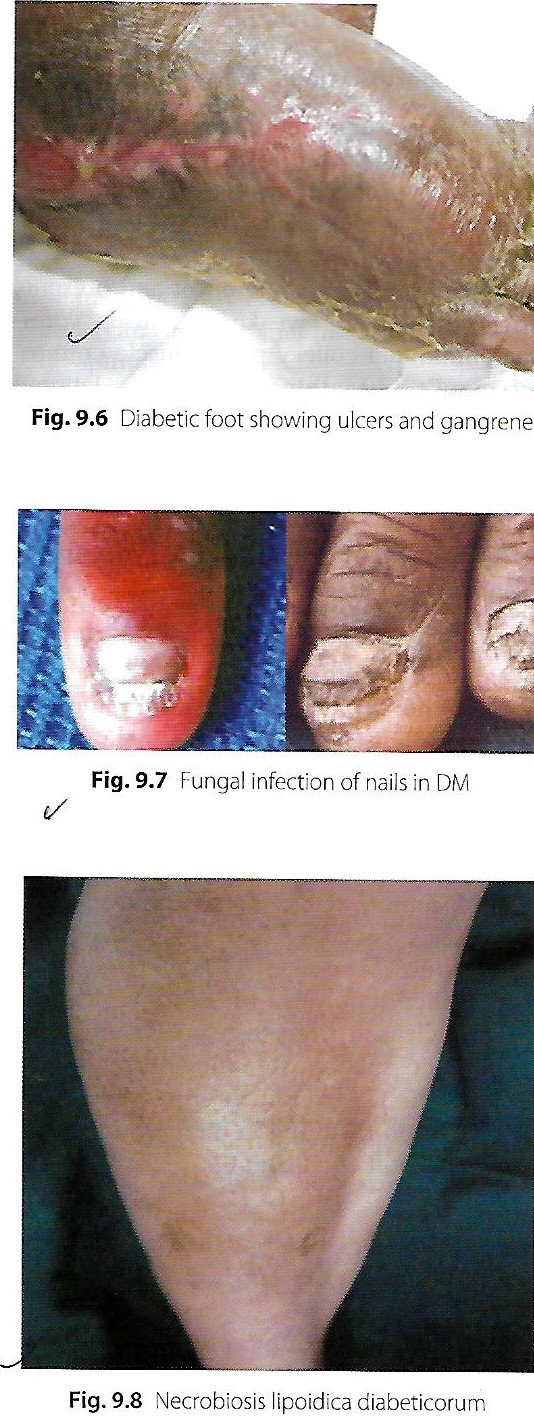 Fig. 9.6 Diabetic foot showing ulcers and gangrene
Fig. 9.7 Fungal infection of nails in DM
Fig. 9.8 Necrobiosis lipoidica diabeticorum